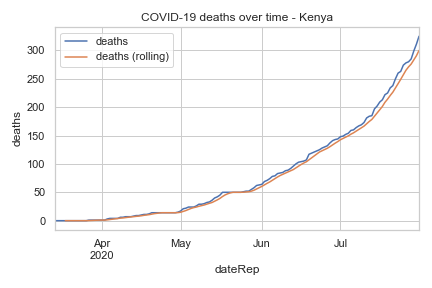 COVID-19 deaths over time - Kenya
deaths
deaths (rolling)
300
250
200
150
100
50
0
deaths
Apr
2020
May
Jun
Jul
dateRep